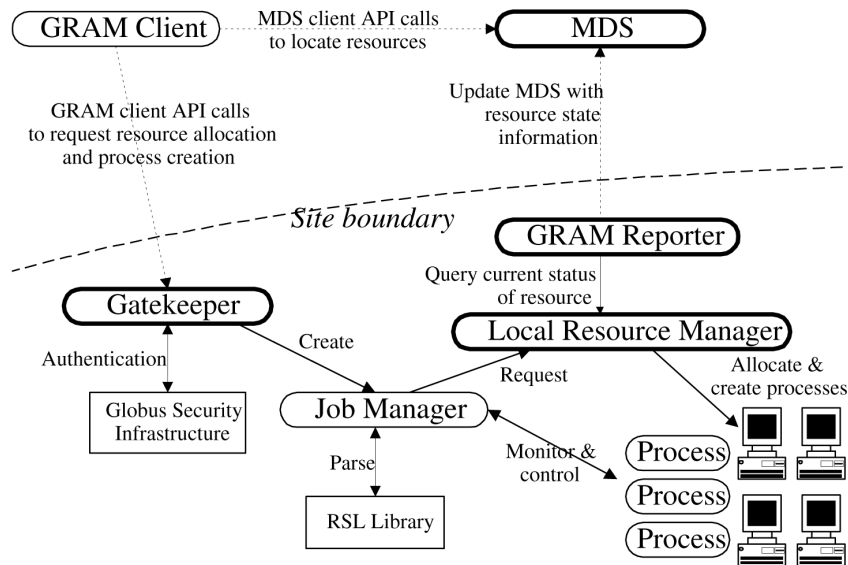 GRAM Client
MDS client API calls
to locate resources
MDS
GRAM client API calls
to request resource allocation
and process creation
Update MDS with
resource state
information
Site boundary
GRAM Reporter
Query current status
of resource
Gatekeeper
Local Resource Manager
Authentication
Create
Request
Allocate &
create processes
Globus Security
Infrastructure
Job Manager
Monitor &
control
Parse
RSL Library
Process
Process
Process